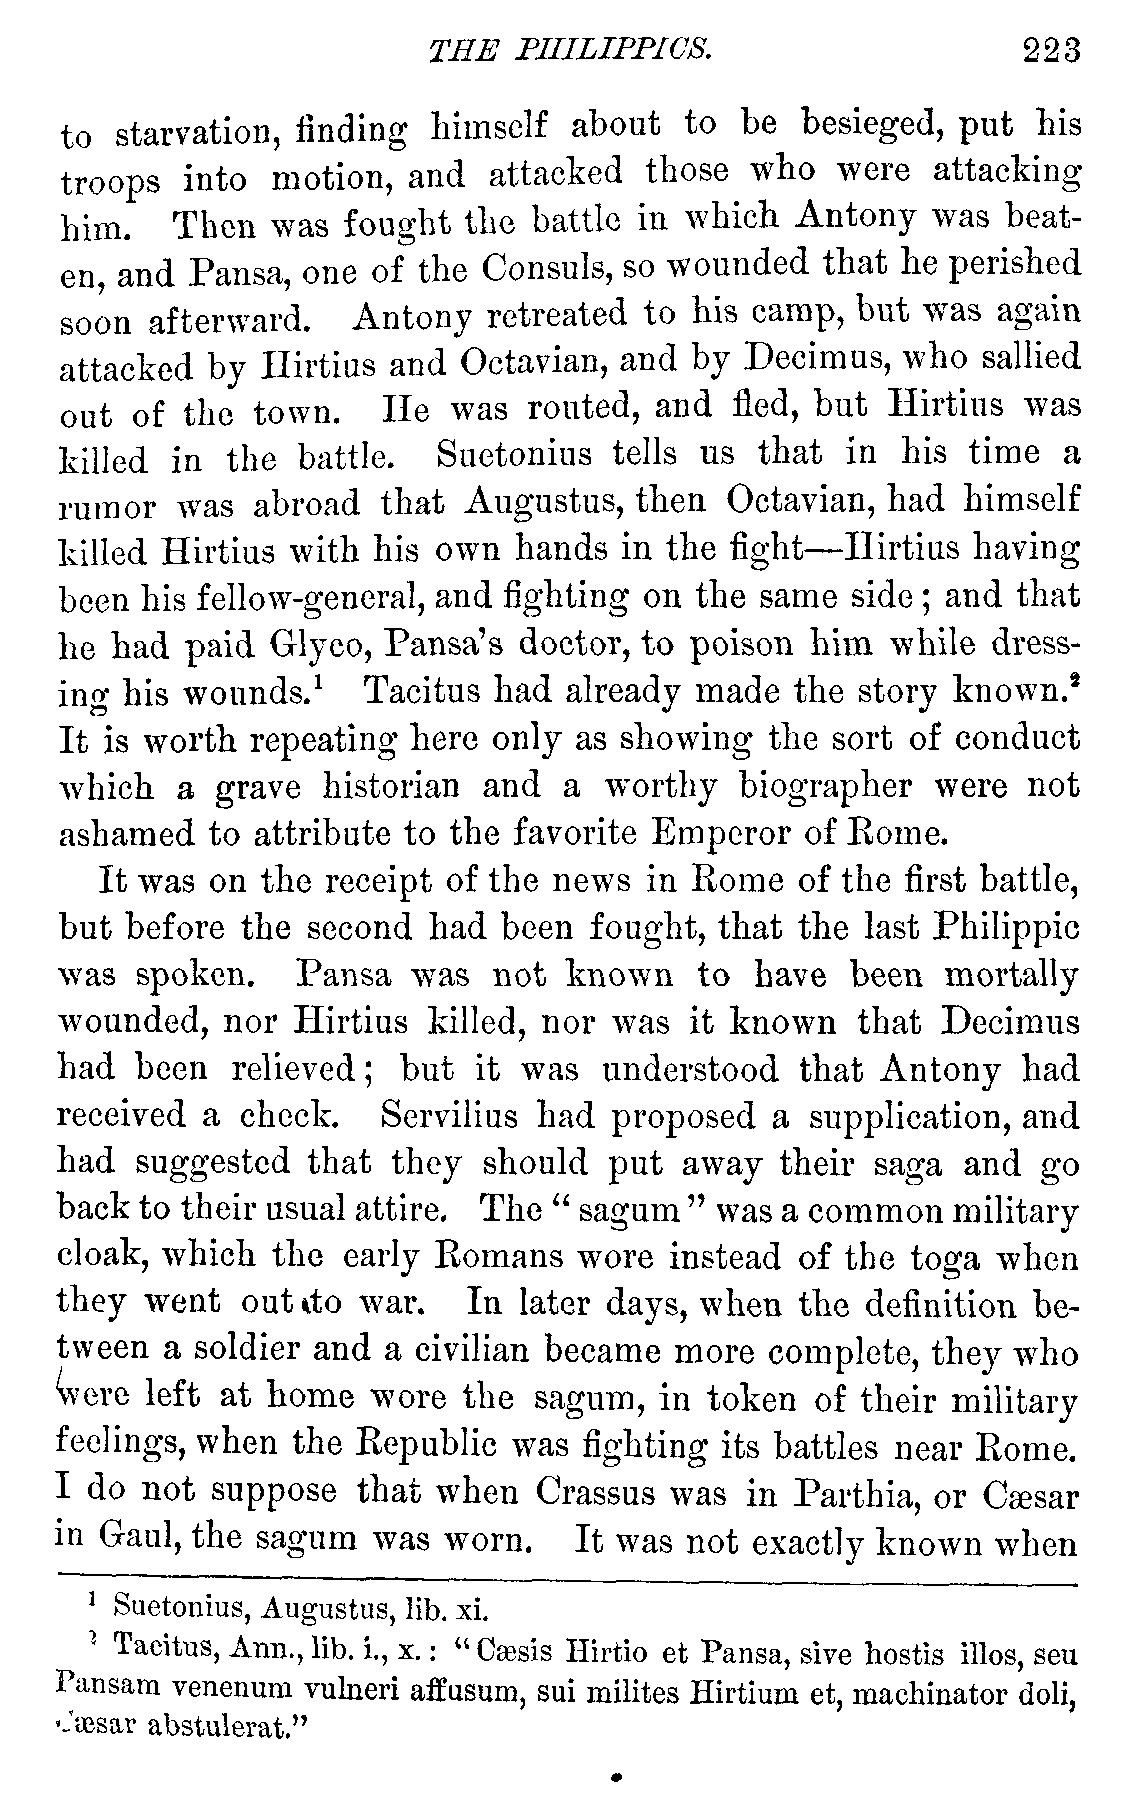 THE PHILIPPICS. 223
to starvation, finding himself about to be besieged, put his
troops into motion, and attacked those who were attacking
him. Then was fought the battle in which Antony was beat-
en, and Pansa, one of the Consuls, so wounded that he perished
soon afterward. Antony retreated to his camp, but was again
attacked by Hirtius and Octavian, and by Decimus, who sallied
out of the town. He was routed, and fled, but Hirtius was
killed in the battle. Suetonius tells us that in his time a
rumor was abroad that Augustus, then Octavian, had himself
killed Hirtius with his own hands in the fight—Hirtius having
been his fellow-general, and fighting on the same side; and that
he had paid Glyco, Pansa's doctor, to poison him while dress-
ing his wounds.¹ Tacitus had already made the story known.²
It is worth repeating here only as showing the sort of conduct
which a grave historian and a worthy biographer were not
ashamed to attribute to the favorite Emperor of Rome.
It was on the receipt of the news in Rome of the first battle,
but before the second had been fought, that the last Philippic
was spoken. Pansa was not known to have been mortally
wounded, nor Hirtius killed, nor was it known that Decimus
had been relieved; but it was understood that Antony had
received a check. Servilius had proposed a supplication, and
had suggested that they should put away their saga and go
back to their usual attire. The "sagum" was a common military
cloak, which the early Romans wore instead of the toga when
they went out to war. In later days, when the definition be-
tween a soldier and a civilian became more complete, they who
were left at home wore the sagum, in token of their military
feelings, when the Republic was fighting its battles near Rome.
I do not suppose that when Crassus was in Parthia, or Cæsar
in Gaul, the sagum was worn. It was not exactly known when
¹ Suetonius, Augustus, lib. xi.
² Tacitus, Ann., lib. i., x.: "Cæsis Hirtio et Pansa, sive hostis illos, seu
Pansam venenum vulneri affusum, sui milites Hirtium et, machinator doli,
Cæsar abstulerat."